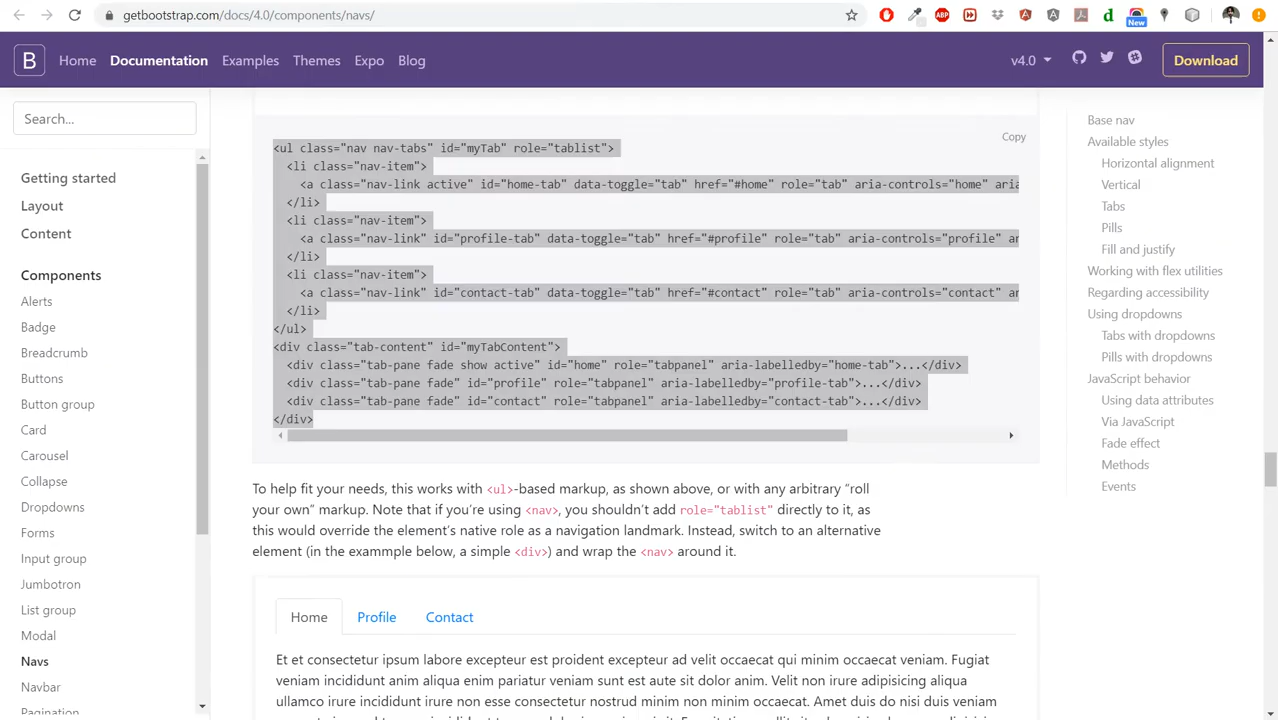 getbootstrap.com/docs/4.0/components/navs/
ABP
d
New
B
Home
Documentation
Examples
Themes
Expo
Blog
v4.0
Download
Search...
Getting started
Layout
Content
Components
Alerts
Badge
Breadcrumb
Buttons
Button group
Card
Carousel
Collapse
Dropdowns
Forms
Input group
Jumbotron
List group
Modal
Navs
Navbar
Pagination
Copy
<ul class="nav nav-tabs" id="myTab" role="tablist">
<li class="nav-item">
<a class="nav-link active" id="home-tab" data-toggle="tab" href="#home" role="tab" aria-controls="home" aria
</li>
<li class="nav-item">
<a class="nav-link" id="profile-tab" data-toggle="tab" href="#profile" role="tab" aria-controls="profile" ar
</li>
<li class="nav-item">
<a class="nav-link" id="contact-tab" data-toggle="tab" href="#contact" role="tab" aria-controls="contact" ar
</li>
</ul>
<div class="tab-content" id="myTabContent">
<div class="tab-pane fade show active" id="home" role="tabpanel" aria-labelledby="home-tab">...</div>
<div class="tab-pane fade" id="profile" role="tabpanel" aria-labelledby="profile-tab">...</div>
<div class="tab-pane fade" id="contact" role="tabpanel" aria-labelledby="contact-tab">...</div>
</div>
To help fit your needs, this works with <ul>-based markup, as shown above, or with any arbitrary “roll
your own” markup. Note that if you’re using <nav>, you shouldn’t add role="tablist" directly to it, as
this would override the element’s native role as a navigation landmark. Instead, switch to an alternative
element (in the exammple below, a simple <div>) and wrap the <nav> around it.
Home
Profile
Contact
Et et consectetur ipsum labore excepteur est proident excepteur ad velit occaecat qui minim occaecat veniam. Fugiat
veniam incididunt anim aliqua enim pariatur veniam sunt est aute sit dolor anim. Velit non irure adipisicing aliqua
ullamco irure incididunt irure non esse consectetur nostrud minim non minim occaecat. Amet duis do nisi duis veniam
Base nav
Available styles
Horizontal alignment
Vertical
Tabs
Pills
Fill and justify
Working with flex utilities
Regarding accessibility
Using dropdowns
Tabs with dropdowns
Pills with dropdowns
JavaScript behavior
Using data attributes
Via JavaScript
Fade effect
Methods
Events